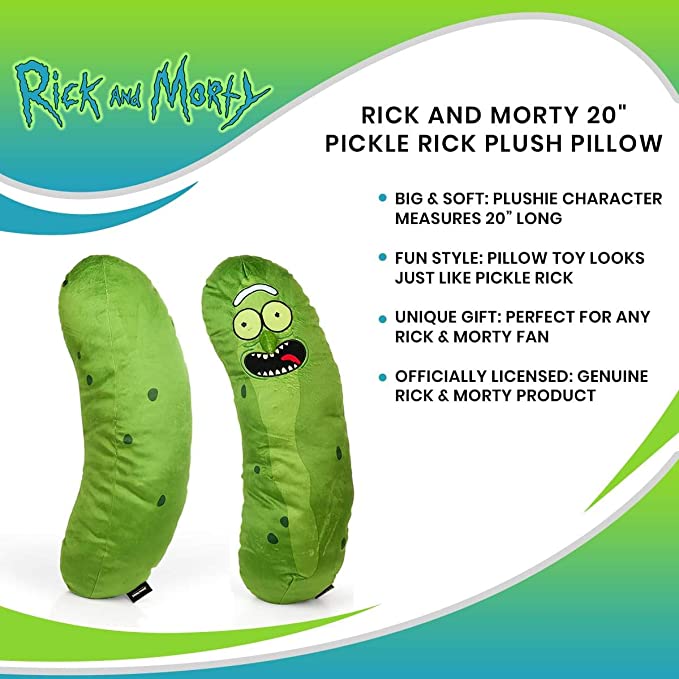 RICK AND MORTY
RICK AND MORTY 20"
PICKLE RICK PLUSH PILLOW
BIG & SOFT: PLUSHIE CHARACTER
MEASURES 20” LONG
FUN STYLE: PILLOW TOY LOOKS
JUST LIKE PICKLE RICK
UNIQUE GIFT: PERFECT FOR ANY
RICK & MORTY FAN
OFFICIALLY LICENSED: GENUINE
RICK & MORTY PRODUCT